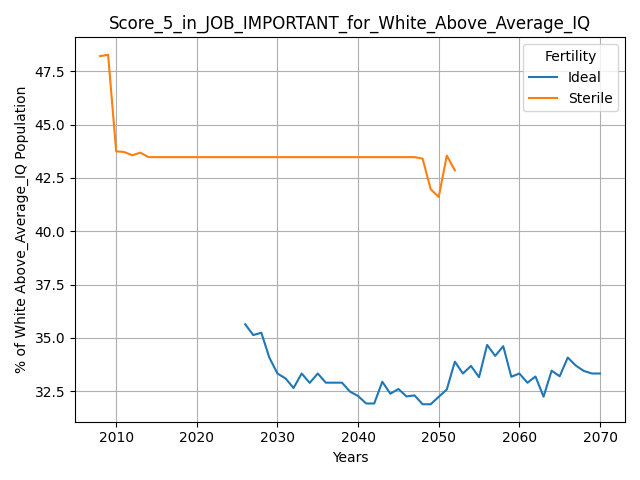 Score_5_in_JOB_IMPORTANT_for_White_Above_Average_IQ
% of White Above_Average_IQ Population
47.5
45.0
42.5
40.0
37.5
35.0
32.5
Fertility
Ideal
Sterile
2010 2020 2030 2040 2050 2060 2070
Years